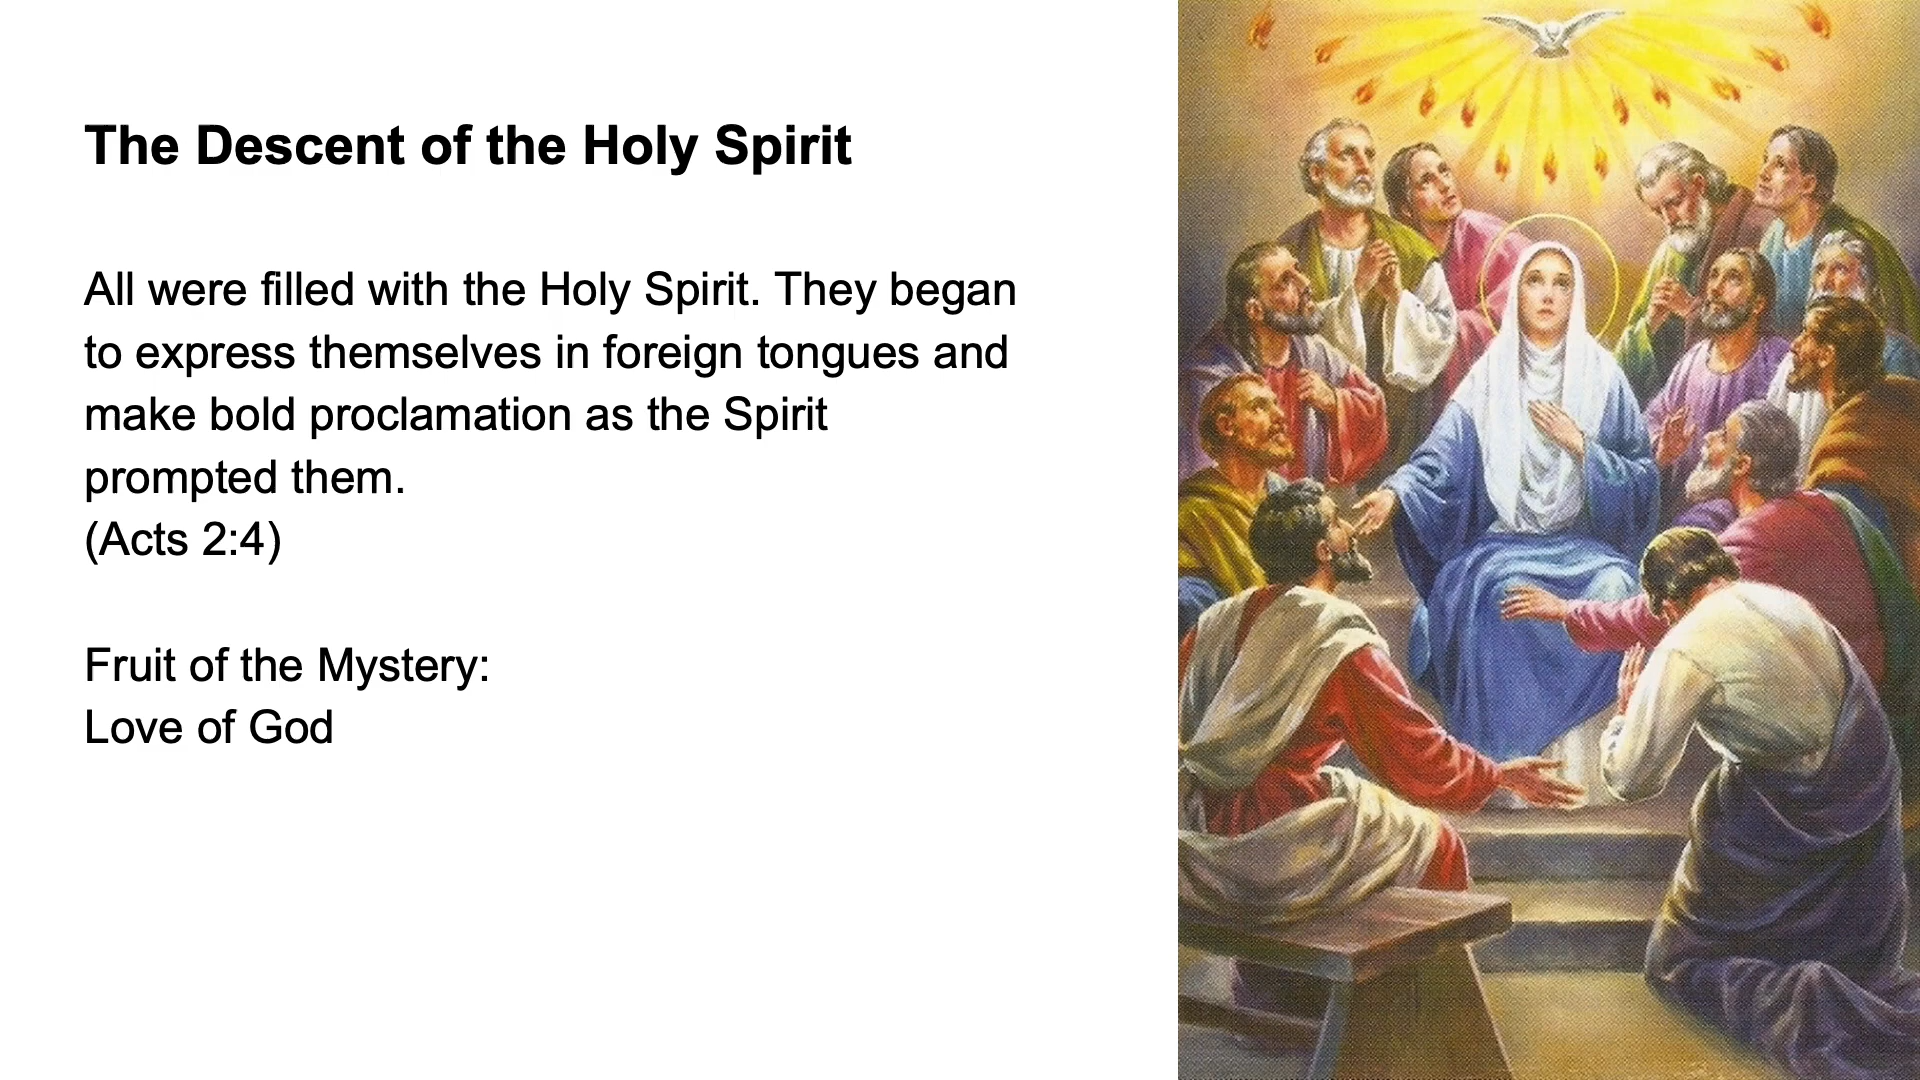 The Descent of the Holy Spirit
All were filled with the Holy Spirit. They began
to express themselves in foreign tongues and
make bold proclamation as the Spirit
prompted them.
(Acts 2:4)
Fruit of the Mystery:
Love of God